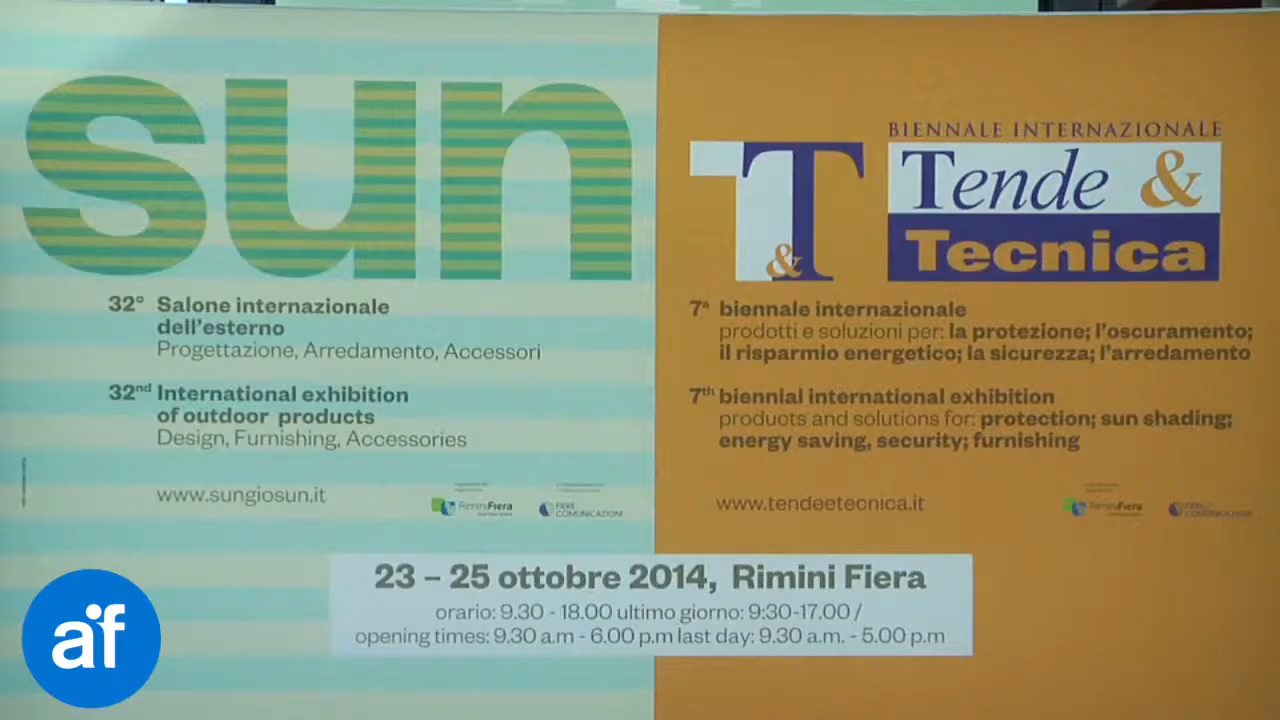 sun
32° Salone internazionale
dell'esterno
Progettazione, Arredamento, Accessori
32nd International exhibition
of outdoor products
Design, Furnishing, Accessories
www.sungiosun.it
RiminiFiera
FIERE
COMUNICAZIONI
BIENNALE INTERNAZIONALE
T&T
Tende &
Tecnica
7ª biennale internazionale
prodotti e soluzioni per: la protezione; l'oscuramento;
il risparmio energetico; la sicurezza; l'arredamento
7th biennial international exhibition
products and solutions for: protection; sun shading;
energy saving, security; furnishing
www.tendeetecnica.it
RiminiFiera
FIERE
COMUNICAZIONI
23 – 25 ottobre 2014, Rimini Fiera
orario: 9.30 - 18.00 ultimo giorno: 9:30-17.00 /
opening times: 9.30 a.m - 6.00 p.m last day: 9.30 a.m. - 5.00 p.m
af